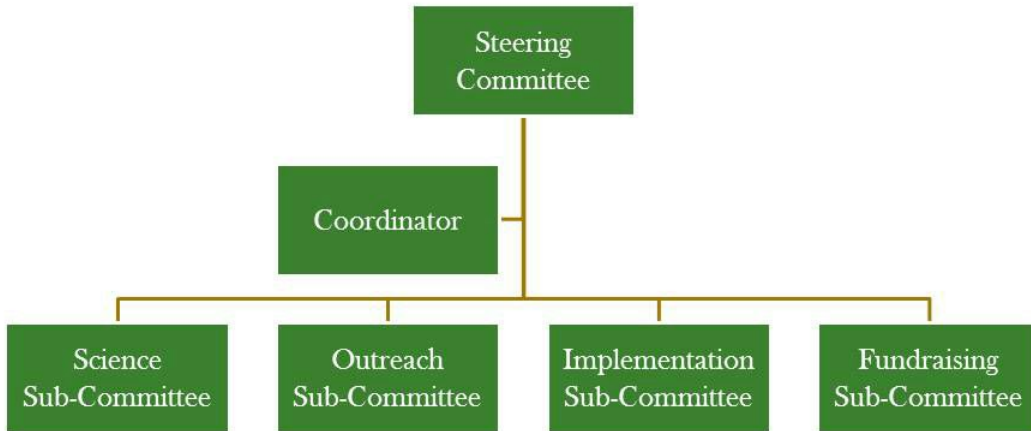 Steering
Committee
Coordinator
Science
Sub-Committee
Outreach
Sub-Committee
Implementation
Sub-Committee
Fundraising
Sub-Committee